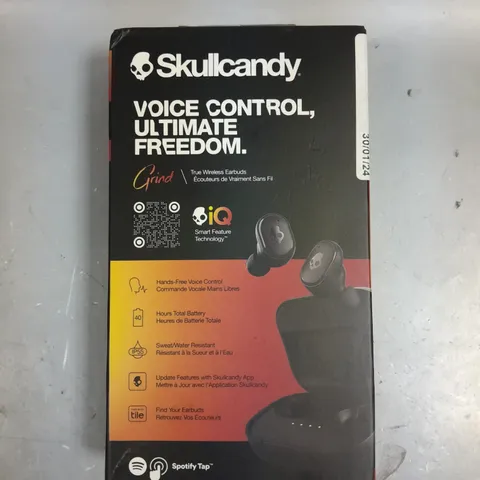 Skullcandy
VOICE CONTROL,
ULTIMATE
FREEDOM.
30/01/24
Grind
True Wireless Earbuds
Écouteurs de Vraiment Sans Fil
iQ
Smart Feature
Technology™
Hands-Free Voice Control
Commande Vocale Mains Libres
40
Hours Total Battery
Heures de Batterie Totale
IP55
Sweat/Water Resistant
Résistant à la Sueur et à l'Eau
Update Features with Skullcandy App
Mettre à Jour avec l'Application Skullcandy
tile
Find Your Earbuds
Retrouvez Vos Écouteurs
Spotify Tap™